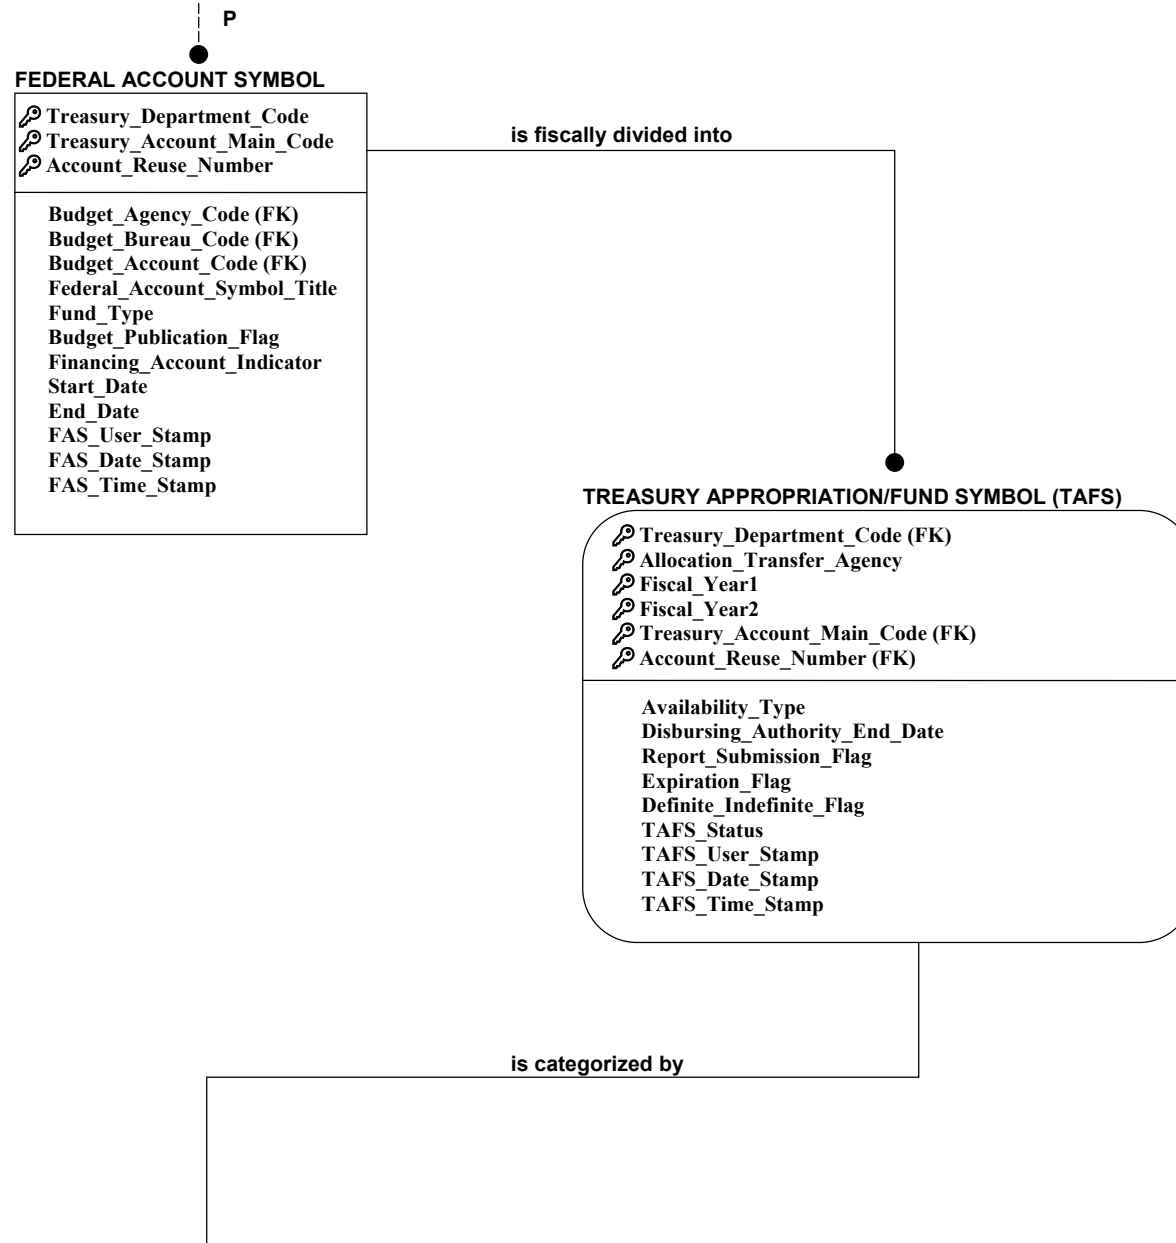 P
FEDERAL ACCOUNT SYMBOL
Treasury_Department_Code
Treasury_Account_Main_Code
Account_Reuse_Number
Budget_Agency_Code (FK)
Budget_Bureau_Code (FK)
Budget_Account_Code (FK)
Federal_Account_Symbol_Title
Fund_Type
Budget_Publication_Flag
Financing_Account_Indicator
Start_Date
End_Date
FAS_User_Stamp
FAS_Date_Stamp
FAS_Time_Stamp
is fiscally divided into
TREASURY APPROPRIATION/FUND SYMBOL (TAFS)
Treasury_Department_Code (FK)
Allocation_Transfer_Agency
Fiscal_Year1
Fiscal_Year2
Treasury_Account_Main_Code (FK)
Account_Reuse_Number (FK)
Availability_Type
Disbursing_Authority_End_Date
Report_Submission_Flag
Expiration_Flag
Definite_Indefinite_Flag
TAFS_Status
TAFS_User_Stamp
TAFS_Date_Stamp
TAFS_Time_Stamp
is categorized by